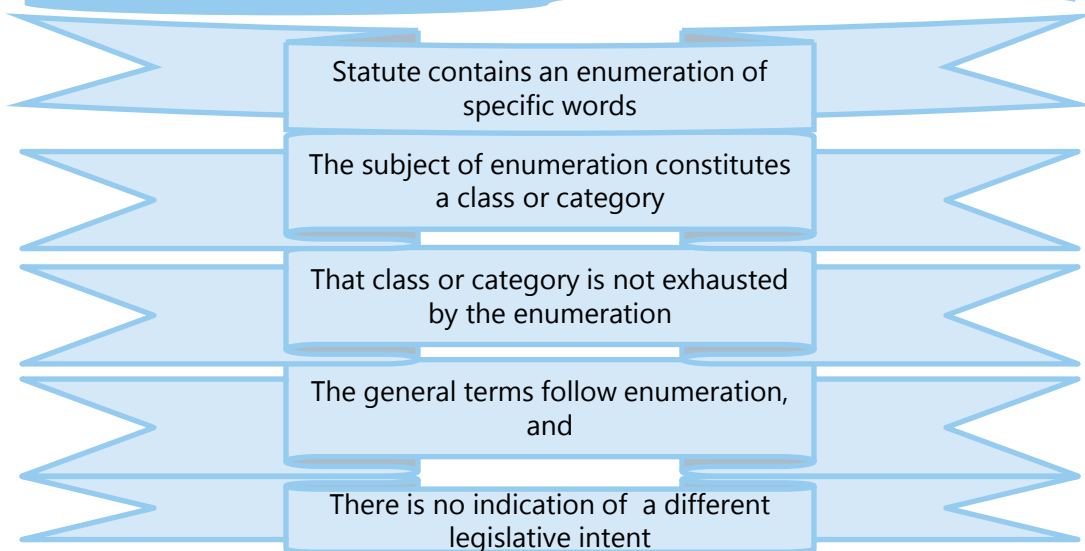 Statute contains an enumeration of
specific words
The subject of enumeration constitutes
a class or category
That class or category is not exhausted
by the enumeration
The general terms follow enumeration,
and
There is no indication of  a different
legislative intent